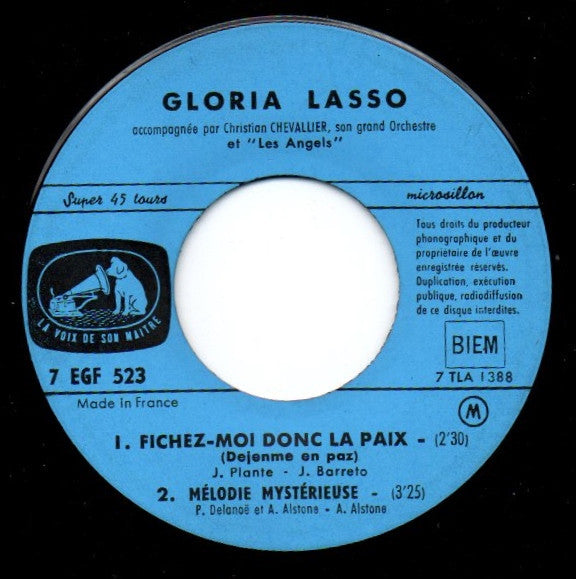 GLORIA LASSO
accompagnée par Christian CHEVALLIER, son grand Orchestre
et "Les Angels"
Super 45 tours
microsillon
Tous droits du producteur
phonographique et du
propriétaire de l'œuvre
enregistrée réservés.
Duplication, exécution
publique, radiodiffusion
de ce disque interdites.
LA VOIX DE SON MAITRE
BIEM
7 EGF 523
7 TLA 1388
Made in France
M
1. FICHEZ-MOI DONC LA PAIX - (2'30)
(Dejenme en paz)
J. Plante - J. Barreto
2. MÉLODIE MYSTÉRIEUSE - (3'25)
P. Delanoë et A. Alstone - A. Alstone